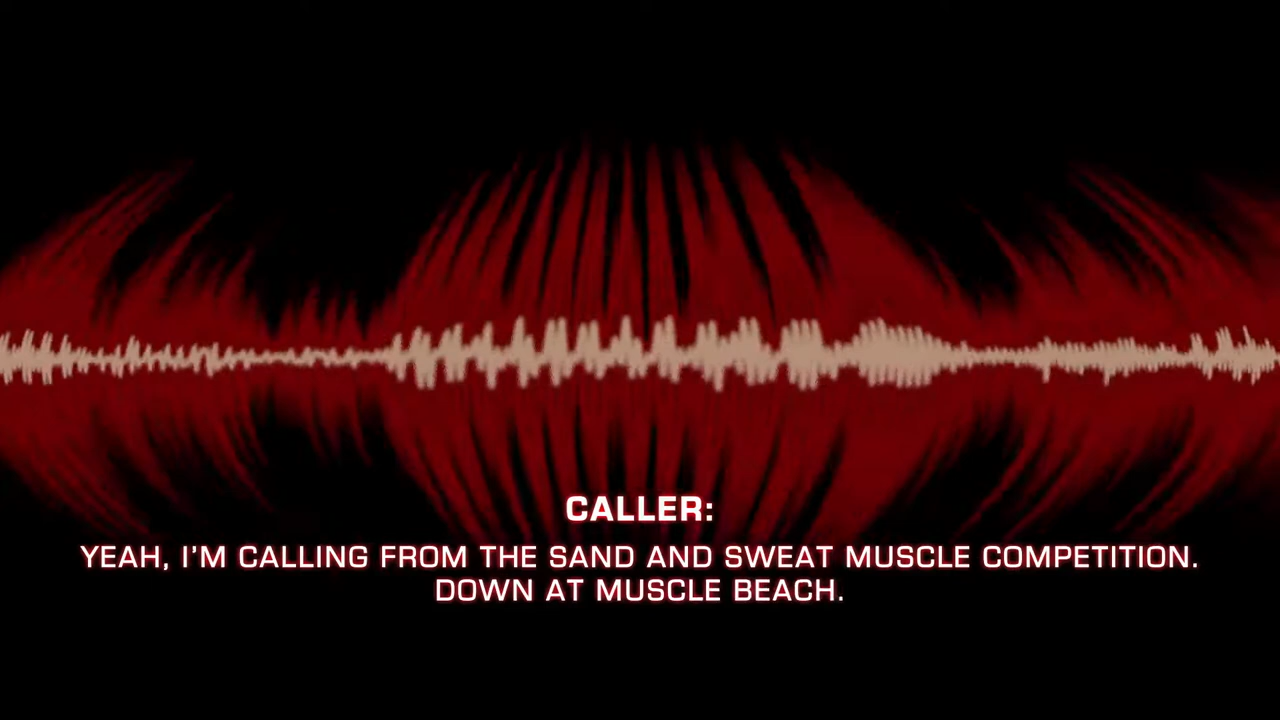 CALLER:
YEAH, I'M CALLING FROM THE SAND AND SWEAT MUSCLE COMPETITION.
DOWN AT MUSCLE BEACH.